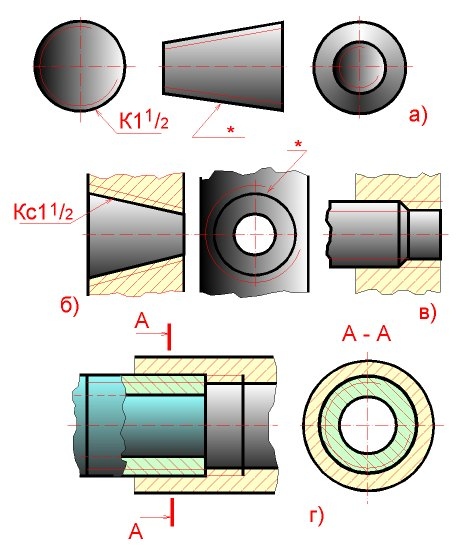 К1 1/2
*
а)
*
Кс1 1/2
б)
в)
А
А - А
А
г)